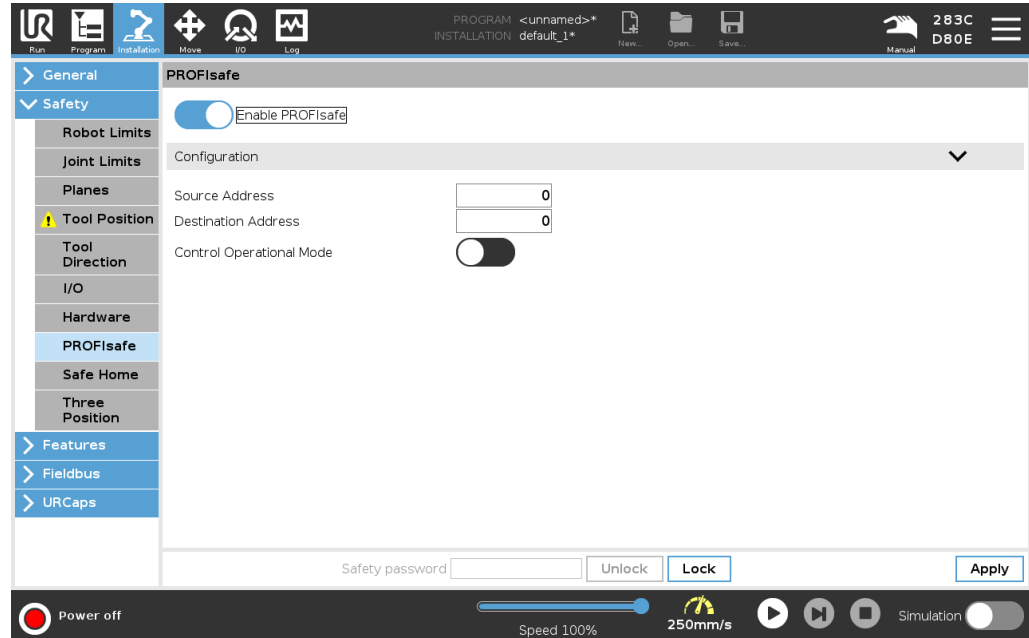 PROGRAM <unnamed>*
INSTALLATION default_1*
UR
Run
Program
Installation
Move
I/O
Log
New...
Open...
Save...
Manual
283C
D80E
General
Safety
Robot Limits
Joint Limits
Planes
Tool Position
Tool
Direction
I/O
Hardware
PROFIsafe
Safe Home
Three
Position
Features
Fieldbus
URCaps
PROFIsafe
Enable PROFIsafe
Configuration
Source Address 0
Destination Address 0
Control Operational Mode
Safety password Unlock Lock Apply
Power off
Speed 100%
250mm/s
Simulation